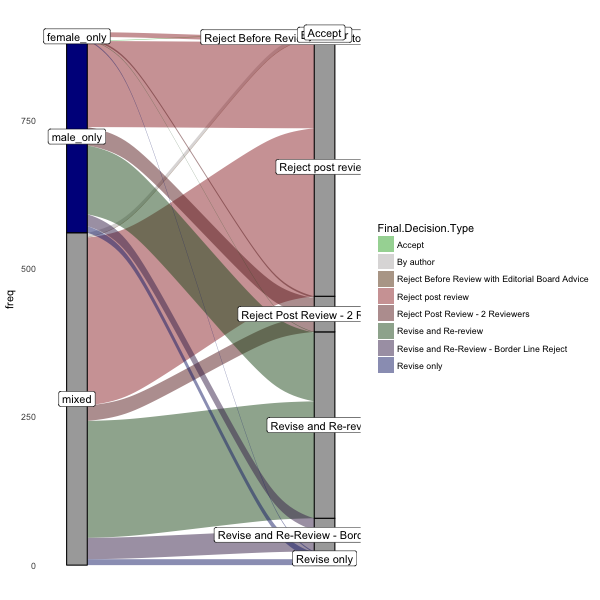 female_only
Reject Before Revi
Accept
to
750
male_only
Reject post revie
Final.Decision.Type
Accept
By author
Reject Before Review with Editorial Board Advice
Reject post review
Reject Post Review - 2 Reviewers
Revise and Re-review
Revise and Re-Review - Border Line Reject
Revise only
500
freq
Reject Post Review - 2 R
mixed
250
Revise and Re-rev
Revise and Re-Review - Bord
Revise only
0